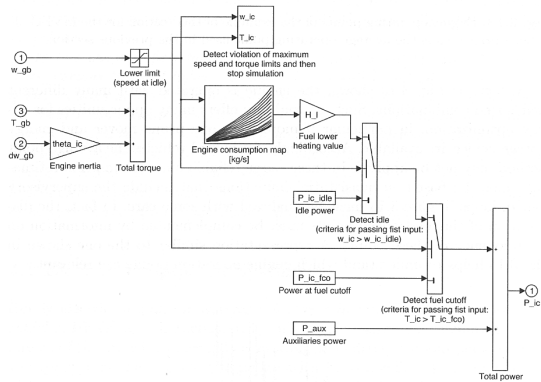 w_ic
T_ic
Detect violation of maximum
speed and torque limits and then
stop simulation
1
w_gb
Lower limit
(speed at idle)
3
T_gb
2
dw_gb
theta_ic
Engine inertia
+
+
Total torque
Engine consumption map
[kg/s]
H_l
Fuel lower
heating value
P_ic_idle
Idle power
Detect idle
(criteria for passing fist input:
w_ic > w_ic_idle)
P_ic_fco
Power at fuel cutoff
Detect fuel cutoff
(criteria for passing fist input:
T_ic > T_ic_fco)
P_aux
Auxiliaries power
+
+
Total power
1
P_ic